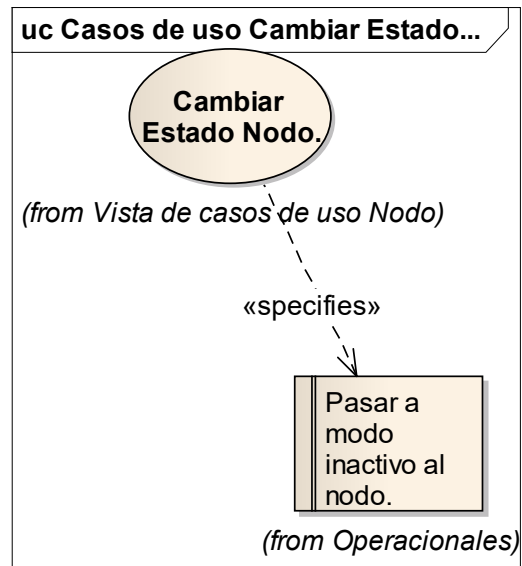 uc Casos de uso Cambiar Estado...
Cambiar
Estado Nodo.
(from Vista de casos de uso Nodo)
«specifies»
Pasar a
modo
inactivo al
nodo.
(from Operacionales)